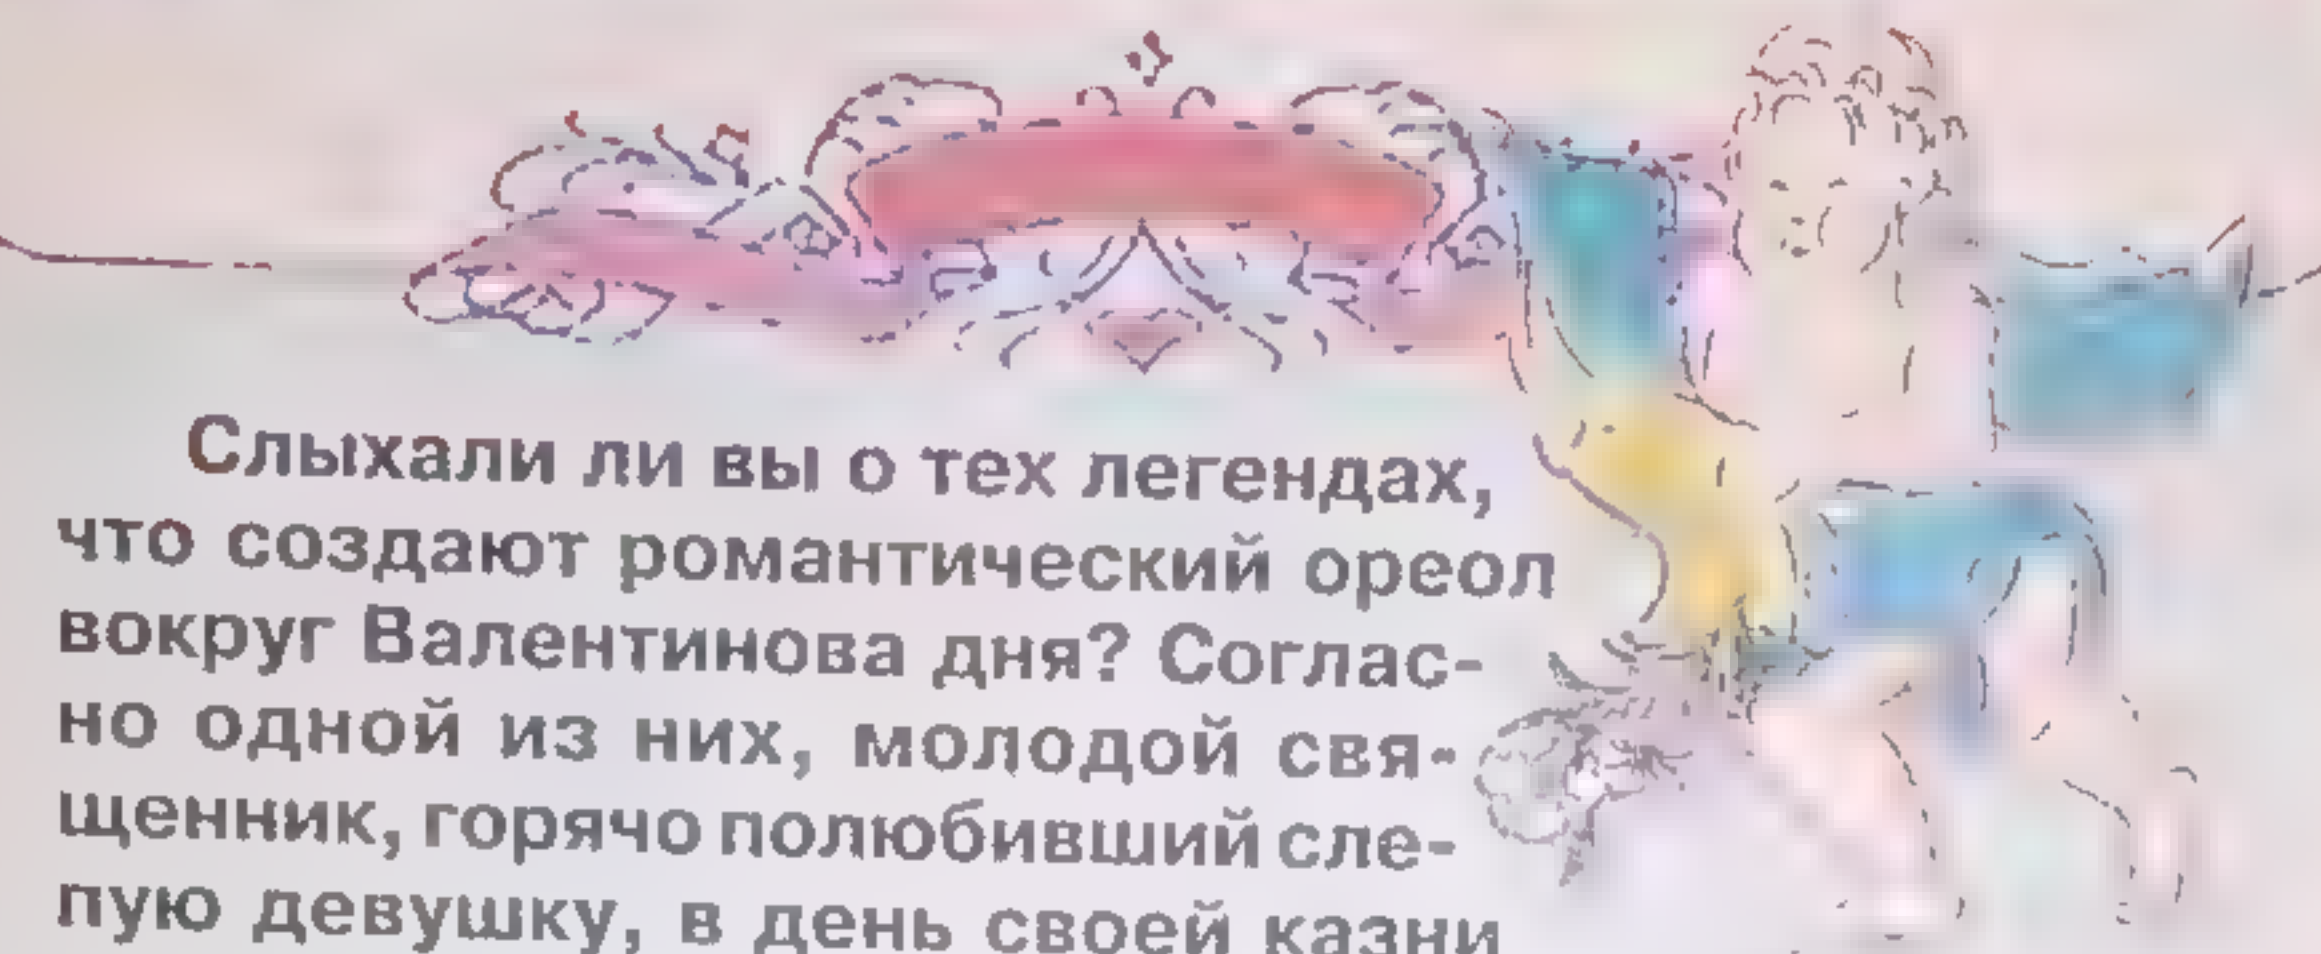 Слыхали ли вы о тех легендах,
что создают романтический ореол
вокруг Валентинова дня? Соглас-
но одной из них, молодой свя-
щенник, горячо полюбивший сле-
пую девушку, в день своей казни